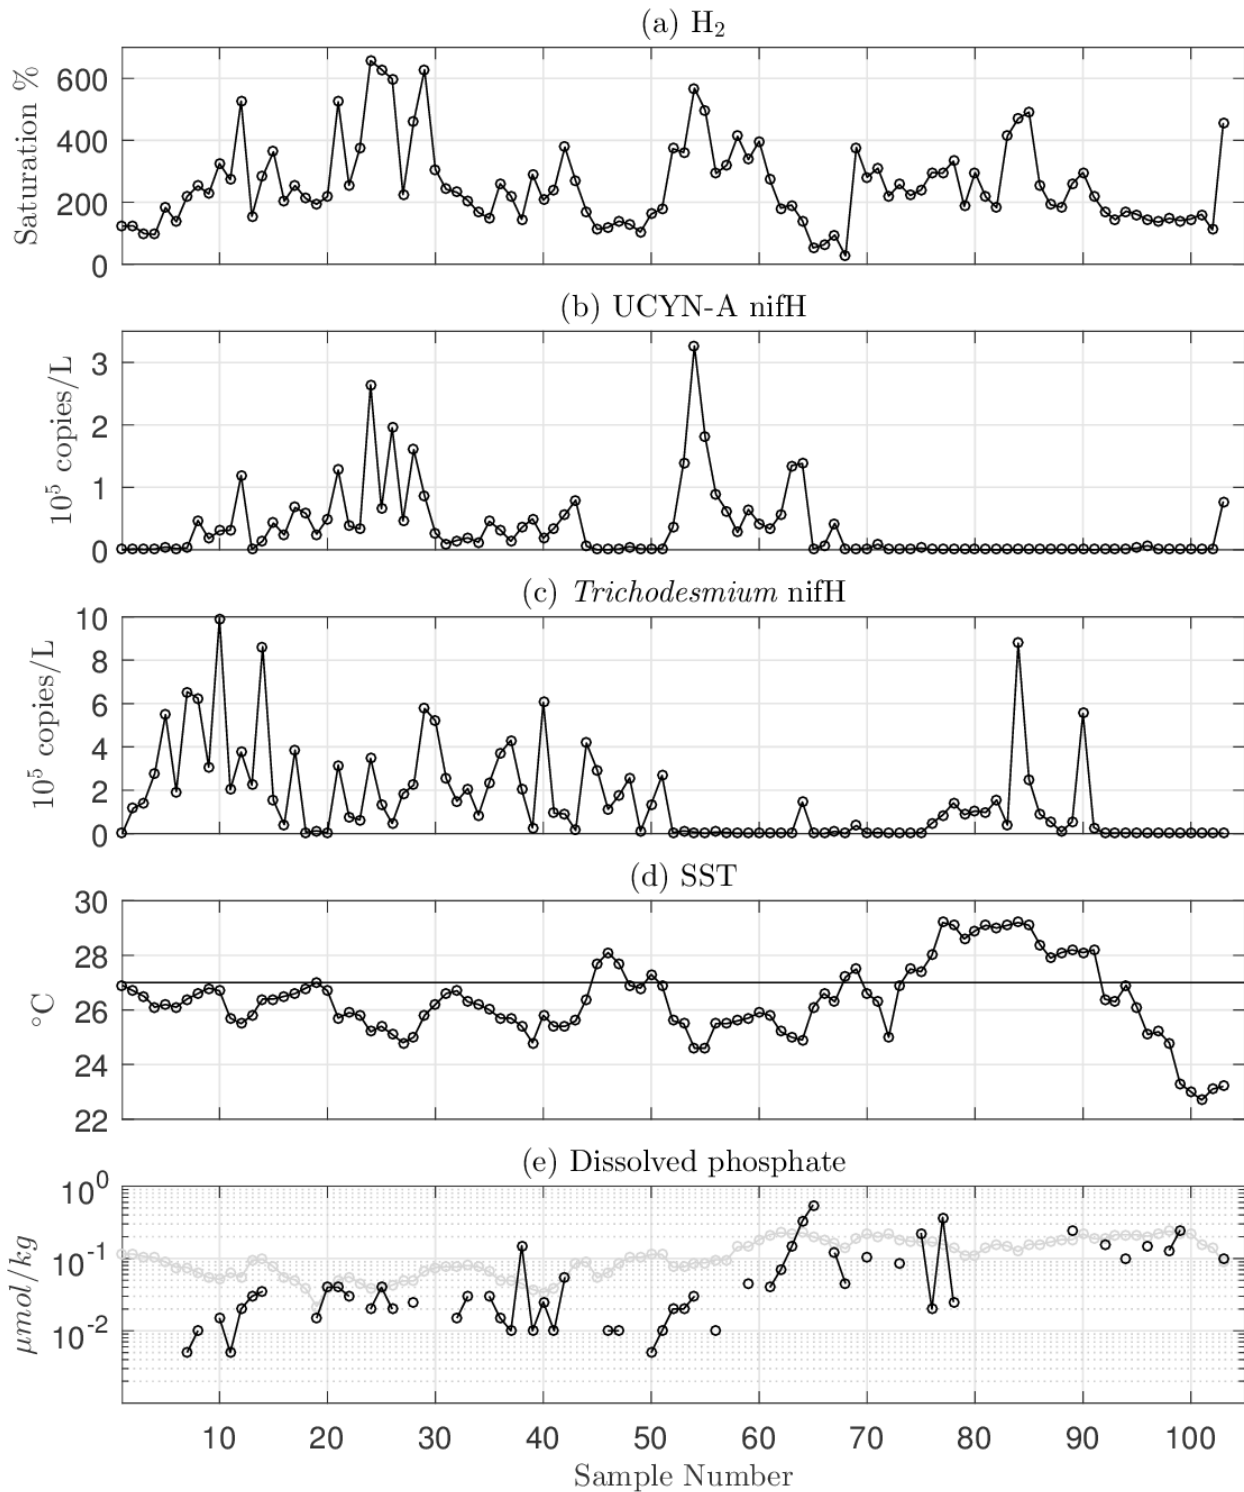 (a) H₂
Saturation %
600
400
200
0
(b) UCYN-A nifH
10⁵ copies/L
3
2
1
0
(c) Trichodesmium nifH
10⁵ copies/L
10
8
6
4
2
0
(d) SST
°C
30
28
26
24
22
(e) Dissolved phosphate
μmol/kg
10⁰
10⁻¹
10⁻²
10 20 30 40 50 60 70 80 90 100
Sample Number